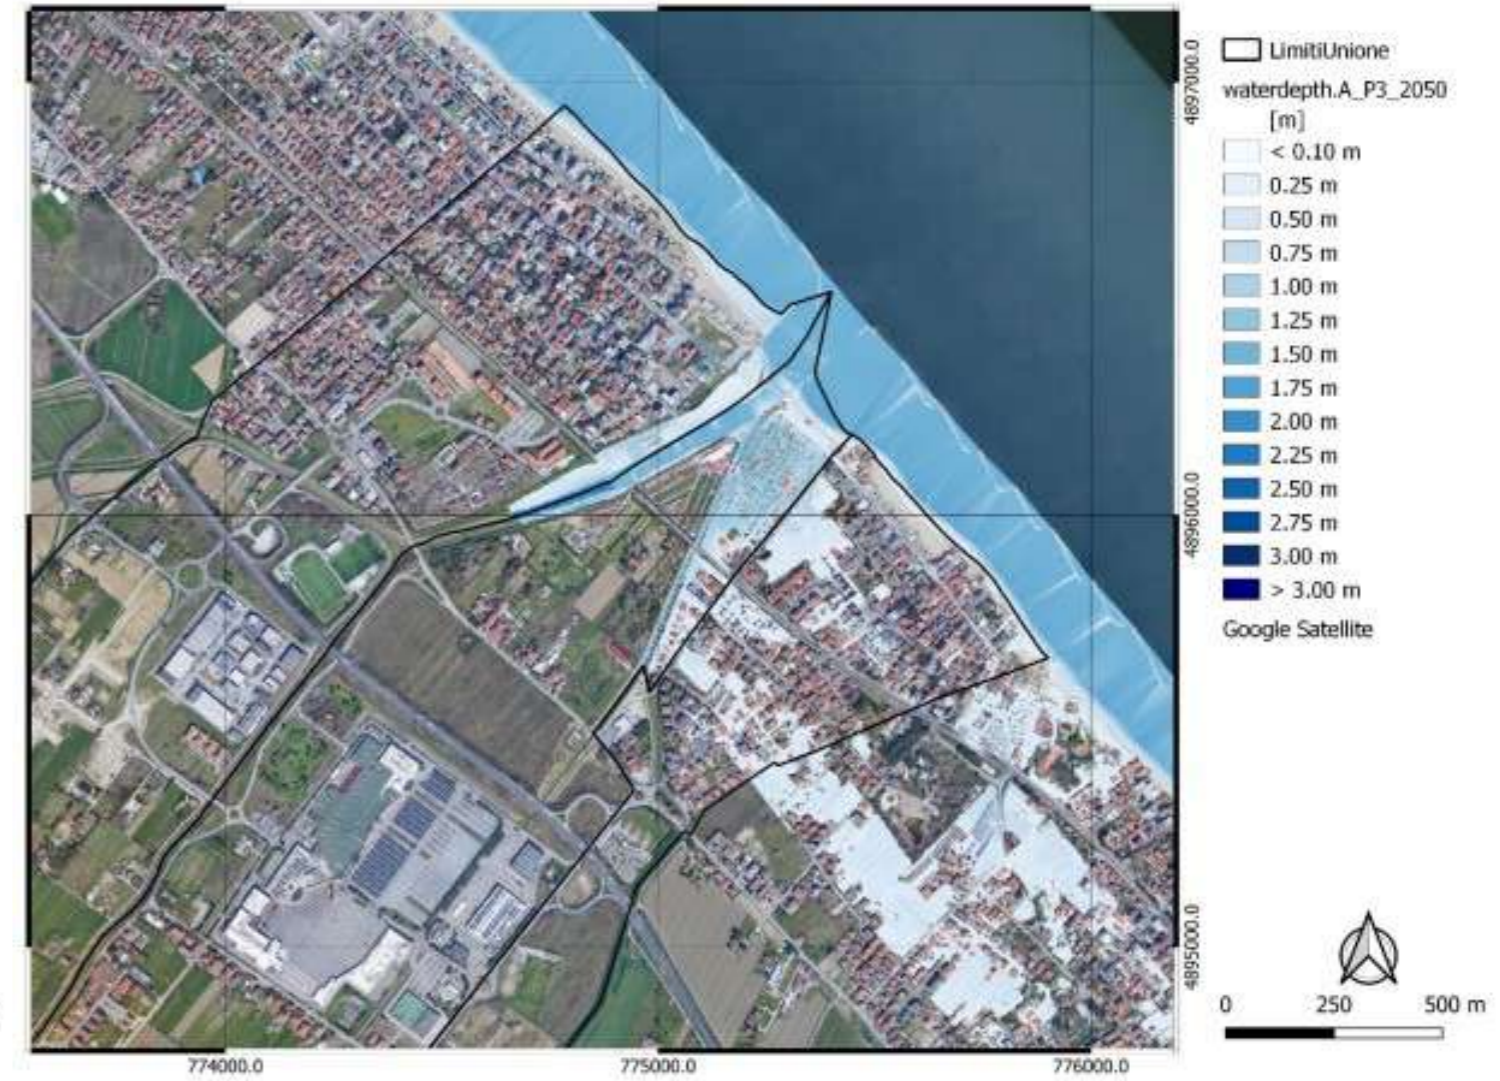 LimitiUnione
waterdepth.A_P3_2050
[m]
< 0.10 m
0.25 m
0.50 m
0.75 m
1.00 m
1.25 m
1.50 m
1.75 m
2.00 m
2.25 m
2.50 m
2.75 m
3.00 m
> 3.00 m
Google Satellite
4897000.0
4896000.0
4895000.0
0 250 500 m
774000.0 775000.0 776000.0